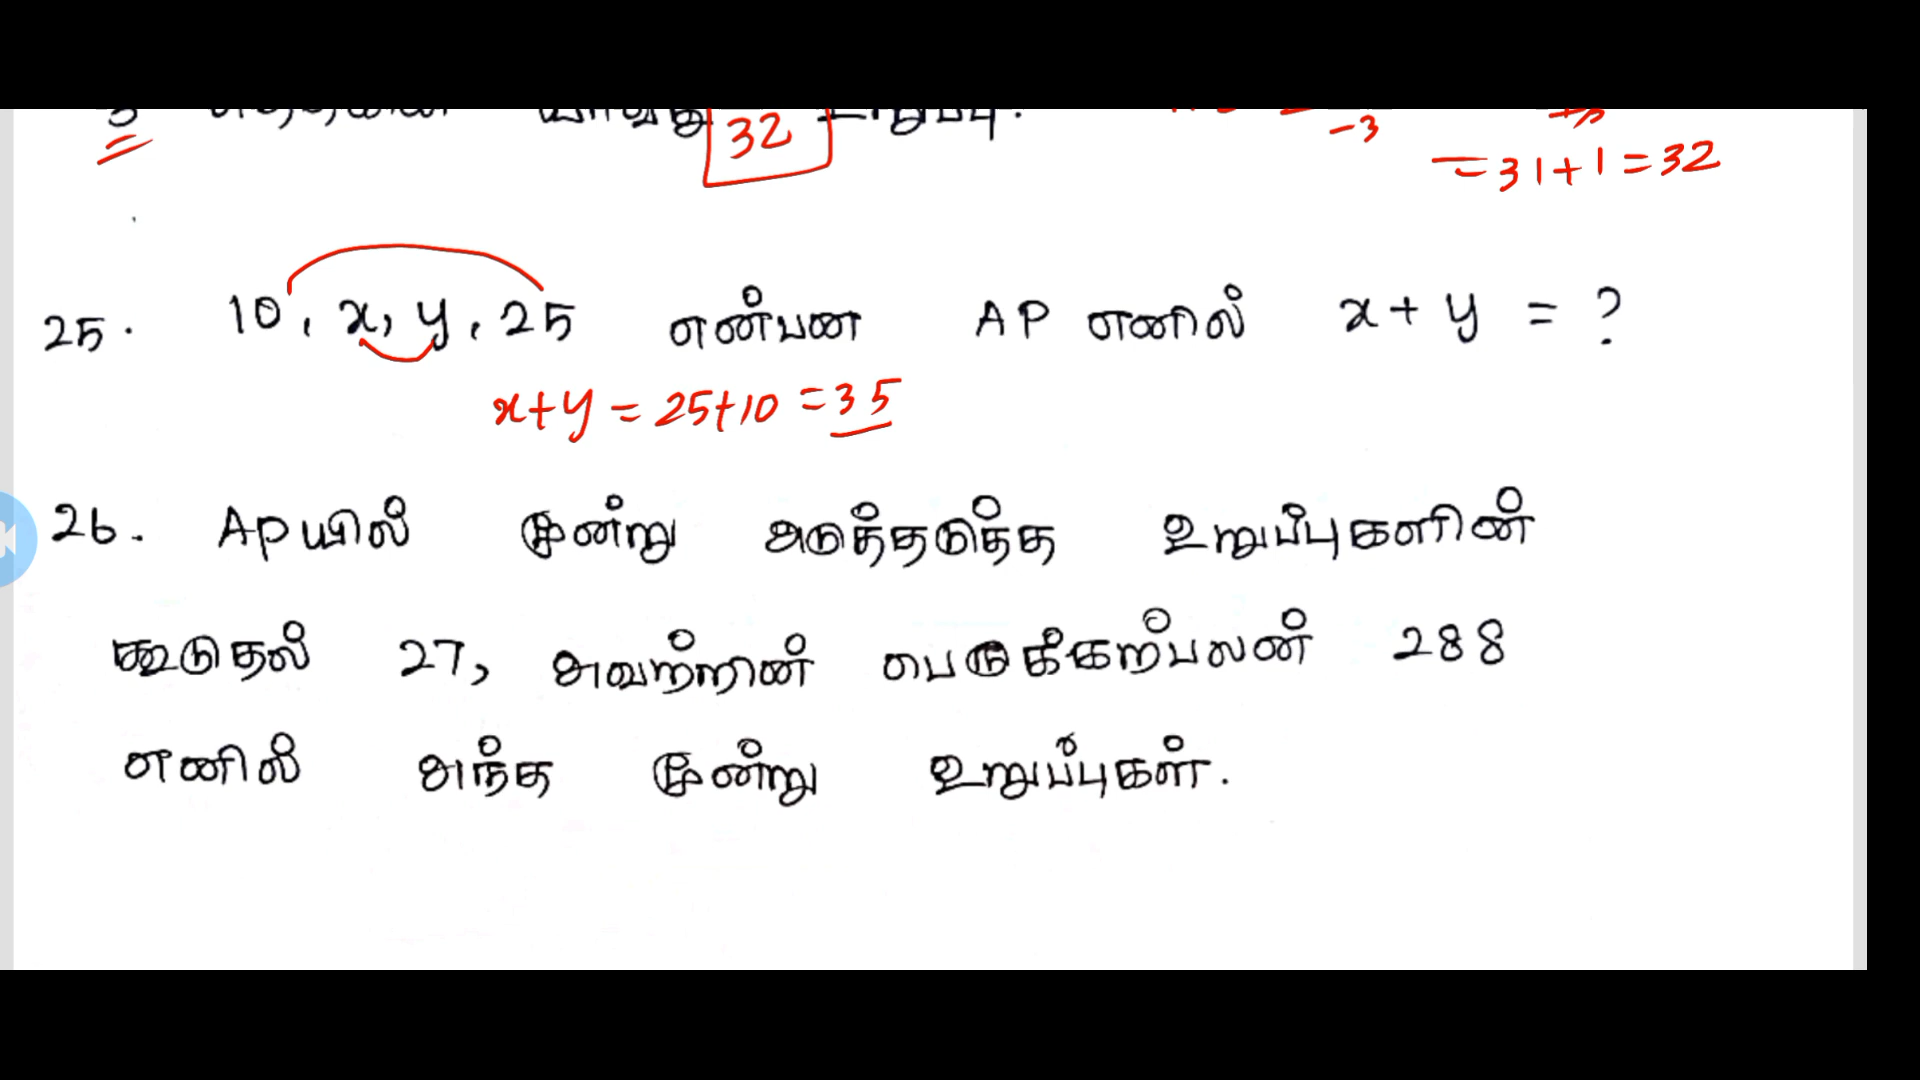 32
-3
= 31 + 1 = 32
25. 10, x, y, 25 என்பன AP எனில் x + y = ?
x+y = 25+10 = 35
26. APயில் மூன்று அடுத்தடுத்த உறுப்புகளின்
கூடுதல் 27, அவற்றின் பெருக்கற்பலன் 288
எனில் அந்த மூன்று உறுப்புகள்.